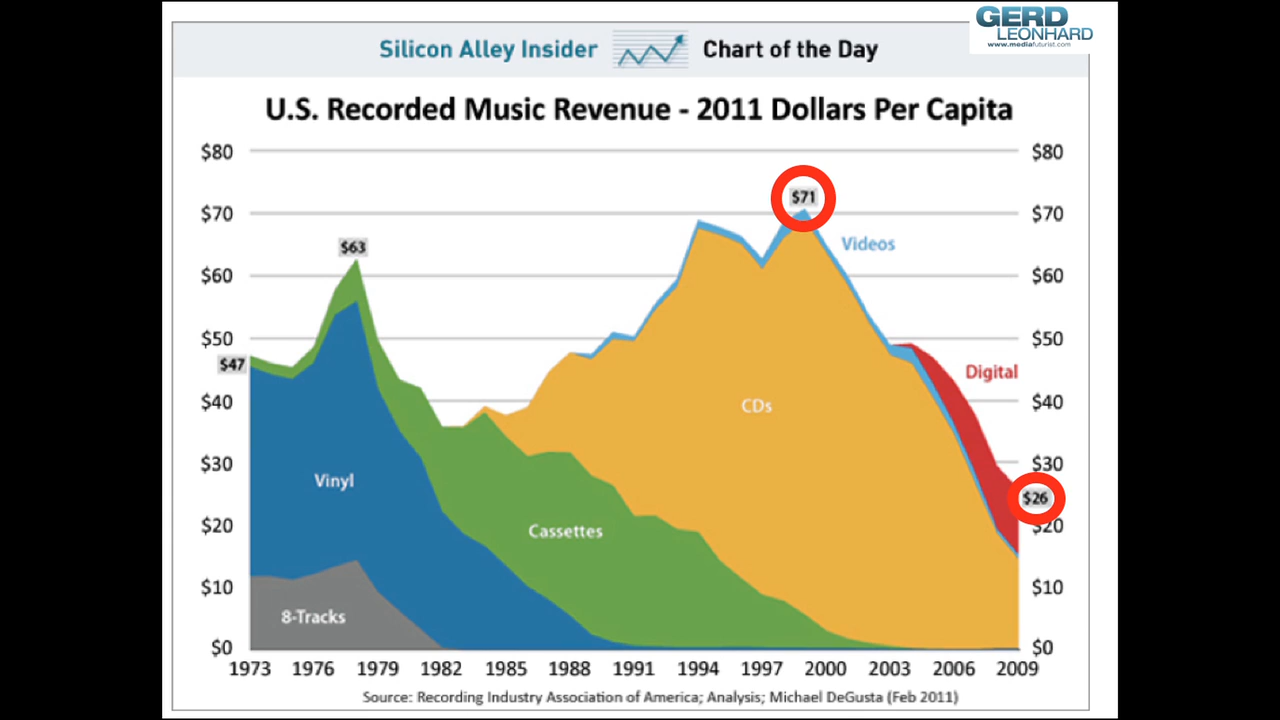 GERD
LEONHARD
www.mediafuturist.com
Silicon Alley Insider Chart of the Day
U.S. Recorded Music Revenue - 2011 Dollars Per Capita
$80 $80
$71
$70 $70
$63 Videos
$60 $60
$50 $50
$47 Digital
$40 CDs $40
$30 $30
Vinyl $26
$20 Cassettes $20
$10 $10
8-Tracks
$0 $0
1973 1976 1979 1982 1985 1988 1991 1994 1997 2000 2003 2006 2009
Source: Recording Industry Association of America; Analysis; Michael DeGusta (Feb 2011)